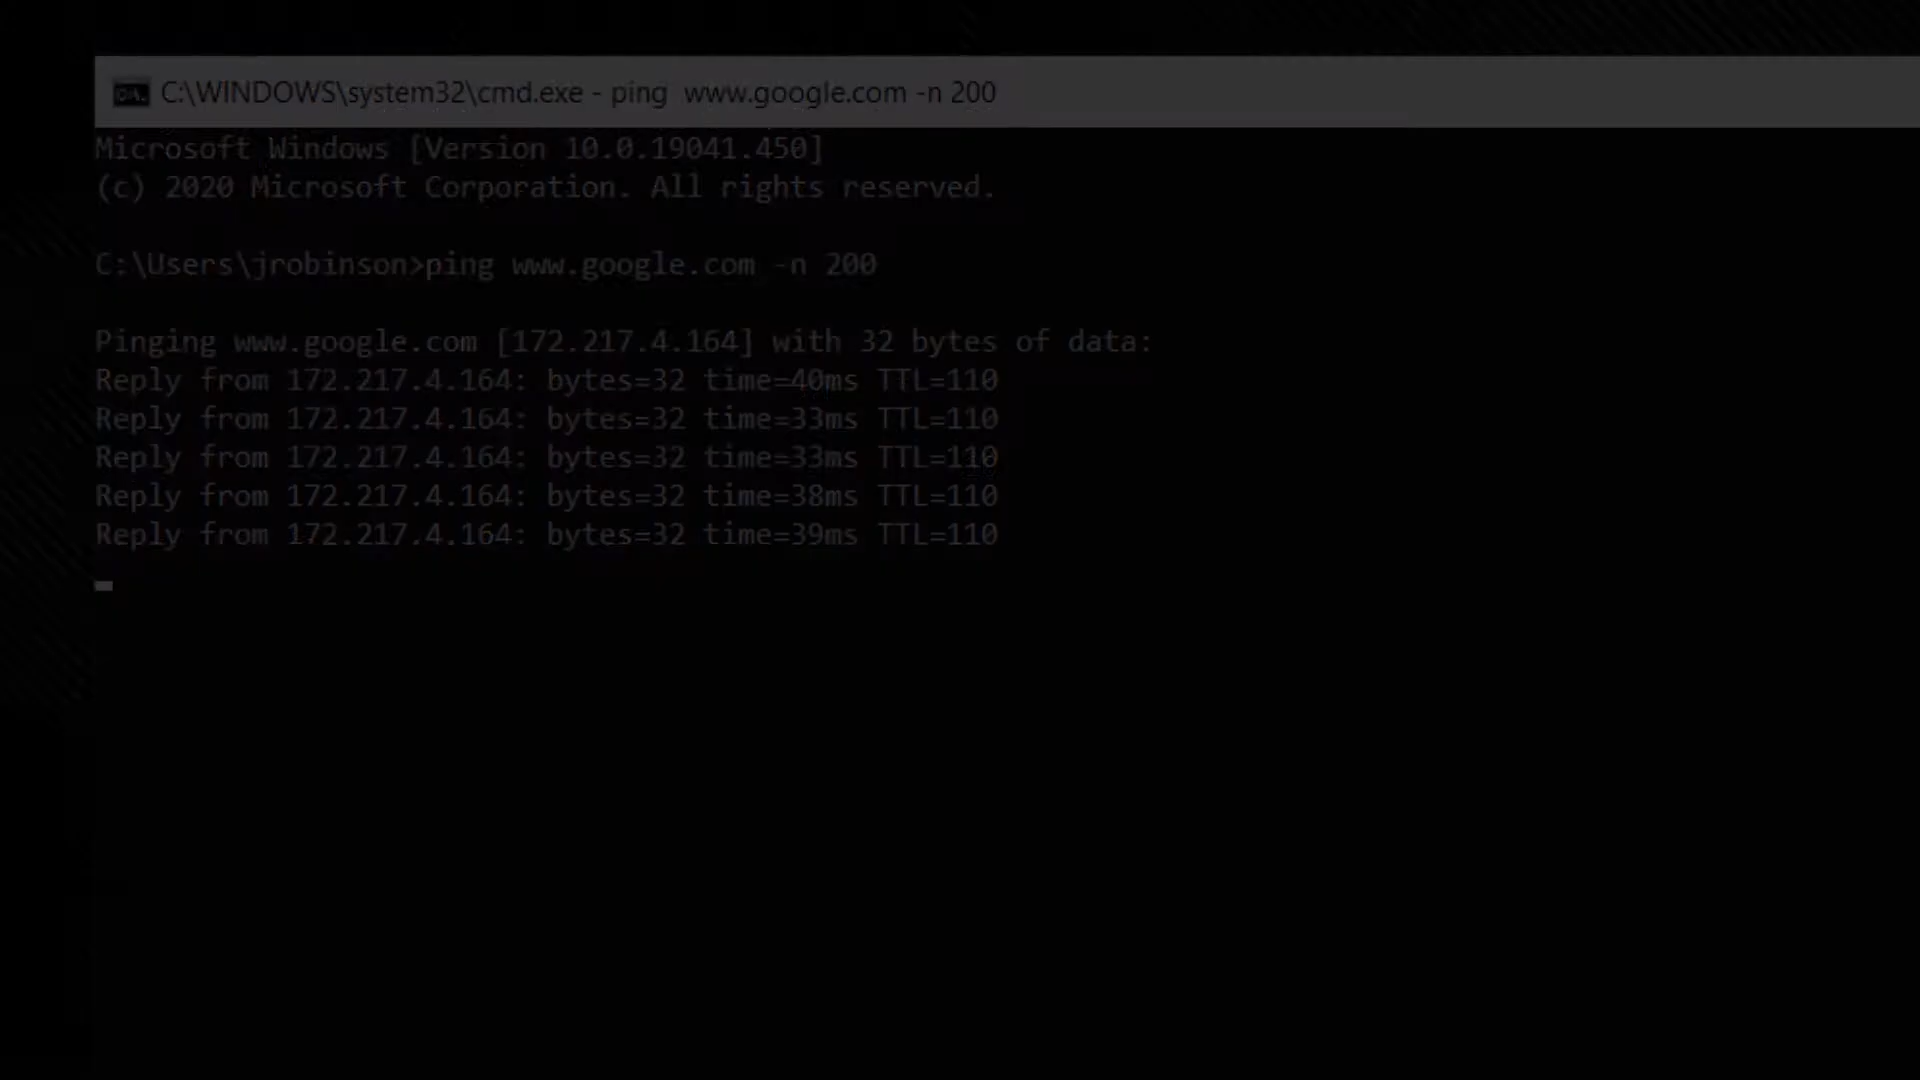 C:\WINDOWS\system32\cmd.exe - ping  www.google.com -n 200
Microsoft Windows [Version 10.0.19041.450]
(c) 2020 Microsoft Corporation. All rights reserved.
C:\Users\jrobinson>ping www.google.com -n 200
Pinging www.google.com [172.217.4.164] with 32 bytes of data:
Reply from 172.217.4.164: bytes=32 time=40ms TTL=110
Reply from 172.217.4.164: bytes=32 time=33ms TTL=110
Reply from 172.217.4.164: bytes=32 time=33ms TTL=110
Reply from 172.217.4.164: bytes=32 time=38ms TTL=110
Reply from 172.217.4.164: bytes=32 time=39ms TTL=110